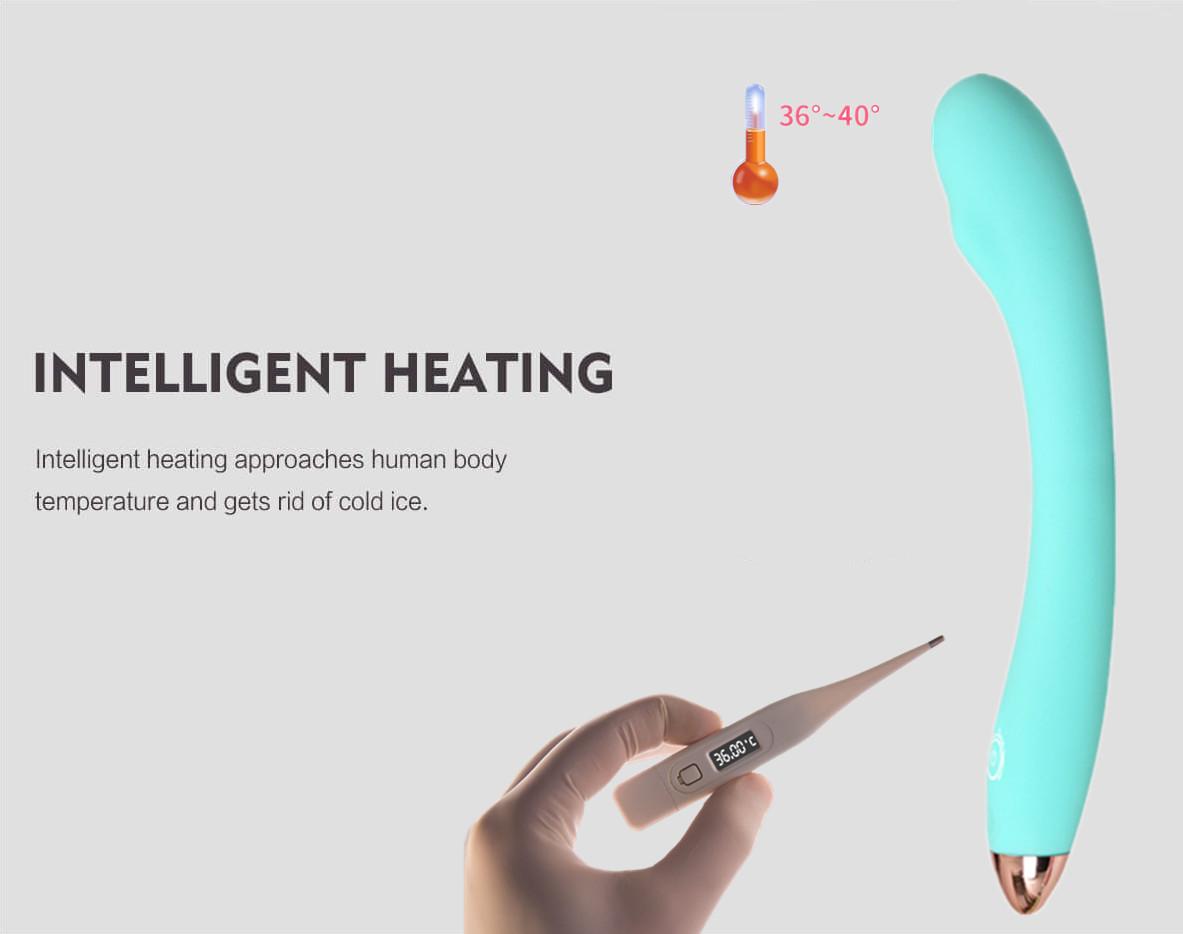 36°~40°
INTELLIGENT HEATING
Intelligent heating approaches human body
temperature and gets rid of cold ice.
36.00°C